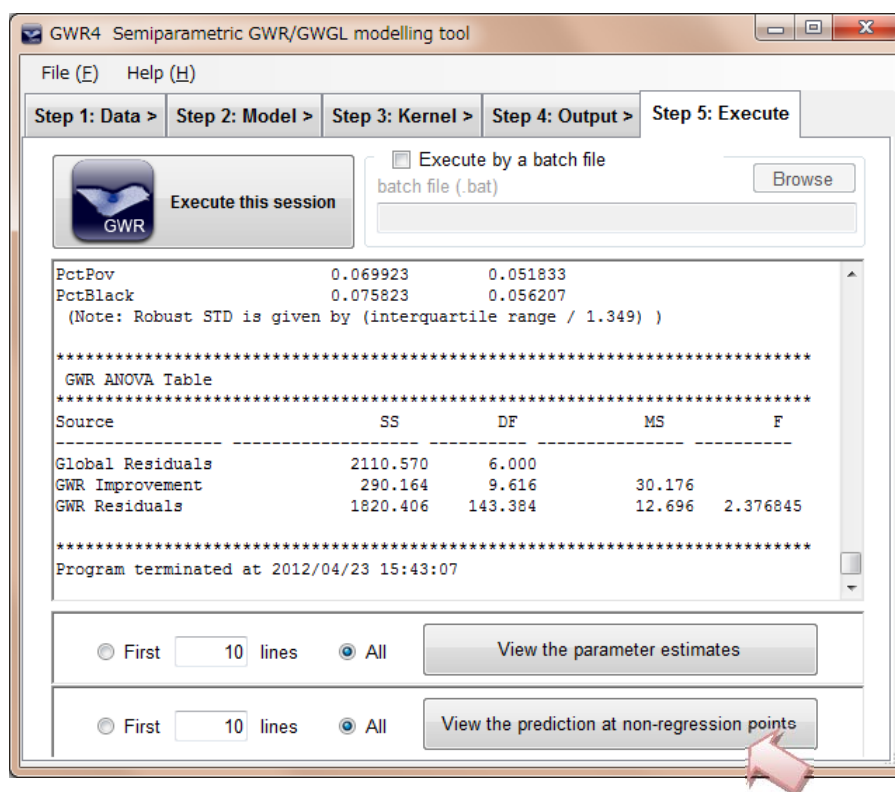 GWR4 Semiparametric GWR/GWGL modelling tool
File (F) Help (H)
Step 1: Data > Step 2: Model > Step 3: Kernel > Step 4: Output > Step 5: Execute
GWR
Execute this session
Execute by a batch file
batch file (.bat)
Browse
PctPov 0.069923 0.051833
PctBlack 0.075823 0.056207
(Note: Robust STD is given by (interquartile range / 1.349) )
*****************************************************************************
GWR ANOVA Table
*****************************************************************************
Source SS DF MS F
----------------- ------------------- ---------- --------------- ----------
Global Residuals 2110.570 6.000
GWR Improvement 290.164 9.616 30.176
GWR Residuals 1820.406 143.384 12.696 2.376845
*****************************************************************************
Program terminated at 2012/04/23 15:43:07
First 10 lines All View the parameter estimates
First 10 lines All View the prediction at non-regression points